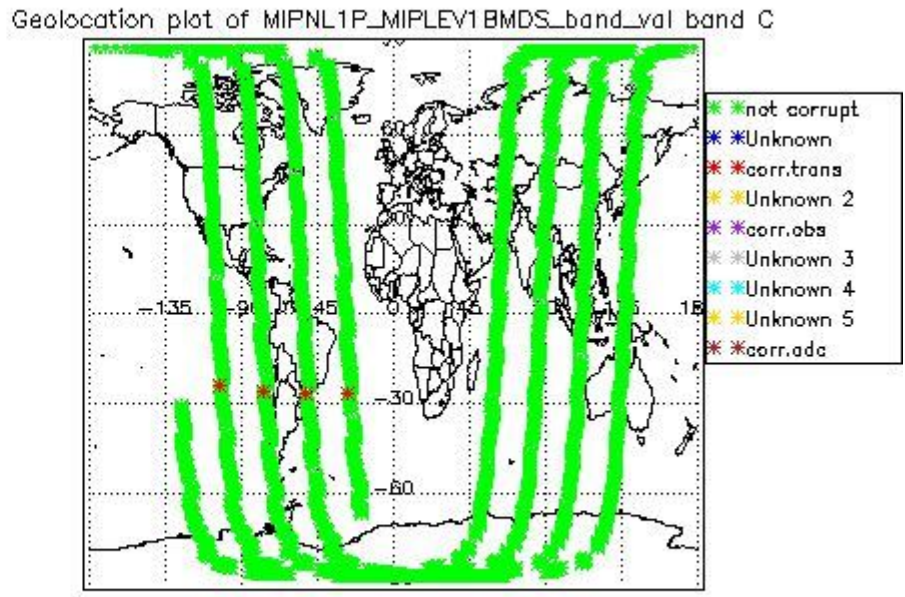 Geolocation plot of MIPNL1P_MIPLEV1BMDS_band_val band C
not corrupt
60
Unknown
corr.trans
Unknown 2
corr.obs
Unknown 3
Unknown 4
-135
-90
-45
0
Unknown 5
corr.adc
-30
-60